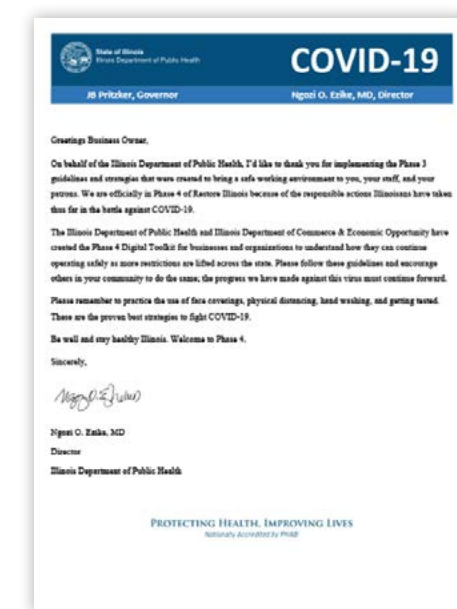 State of Illinois
Illinois Department of Public Health
COVID-19
JB Pritzker, Governor
Ngozi O. Ezike, MD, Director
Greetings Business Owner,
On behalf of the Illinois Department of Public Health, I'd like to thank you for implementing the Phase 3
guidelines and strategies that were created to bring a safe working environment to you, your staff, and your
patrons. We are officially in Phase 4 of Restore Illinois because of the responsible actions Illinoisans have taken
thus far in the battle against COVID-19.
The Illinois Department of Public Health and Illinois Department of Commerce & Economic Opportunity have
created the Phase 4 Digital Toolkit for businesses and organizations to understand how they can continue
operating safely as more restrictions are lifted across the state. Please follow these guidelines and encourage
others in your community to do the same; the progress we have made against this virus must continue forward.
Please remember to practice the use of face coverings, physical distancing, hand washing, and getting tested.
These are the proven best strategies to fight COVID-19.
Be well and stay healthy Illinois. Welcome to Phase 4.
Sincerely,
Ngozi O. Ezike, MD
Director
Illinois Department of Public Health
PROTECTING HEALTH, IMPROVING LIVES
Nationally Accredited by PHAB